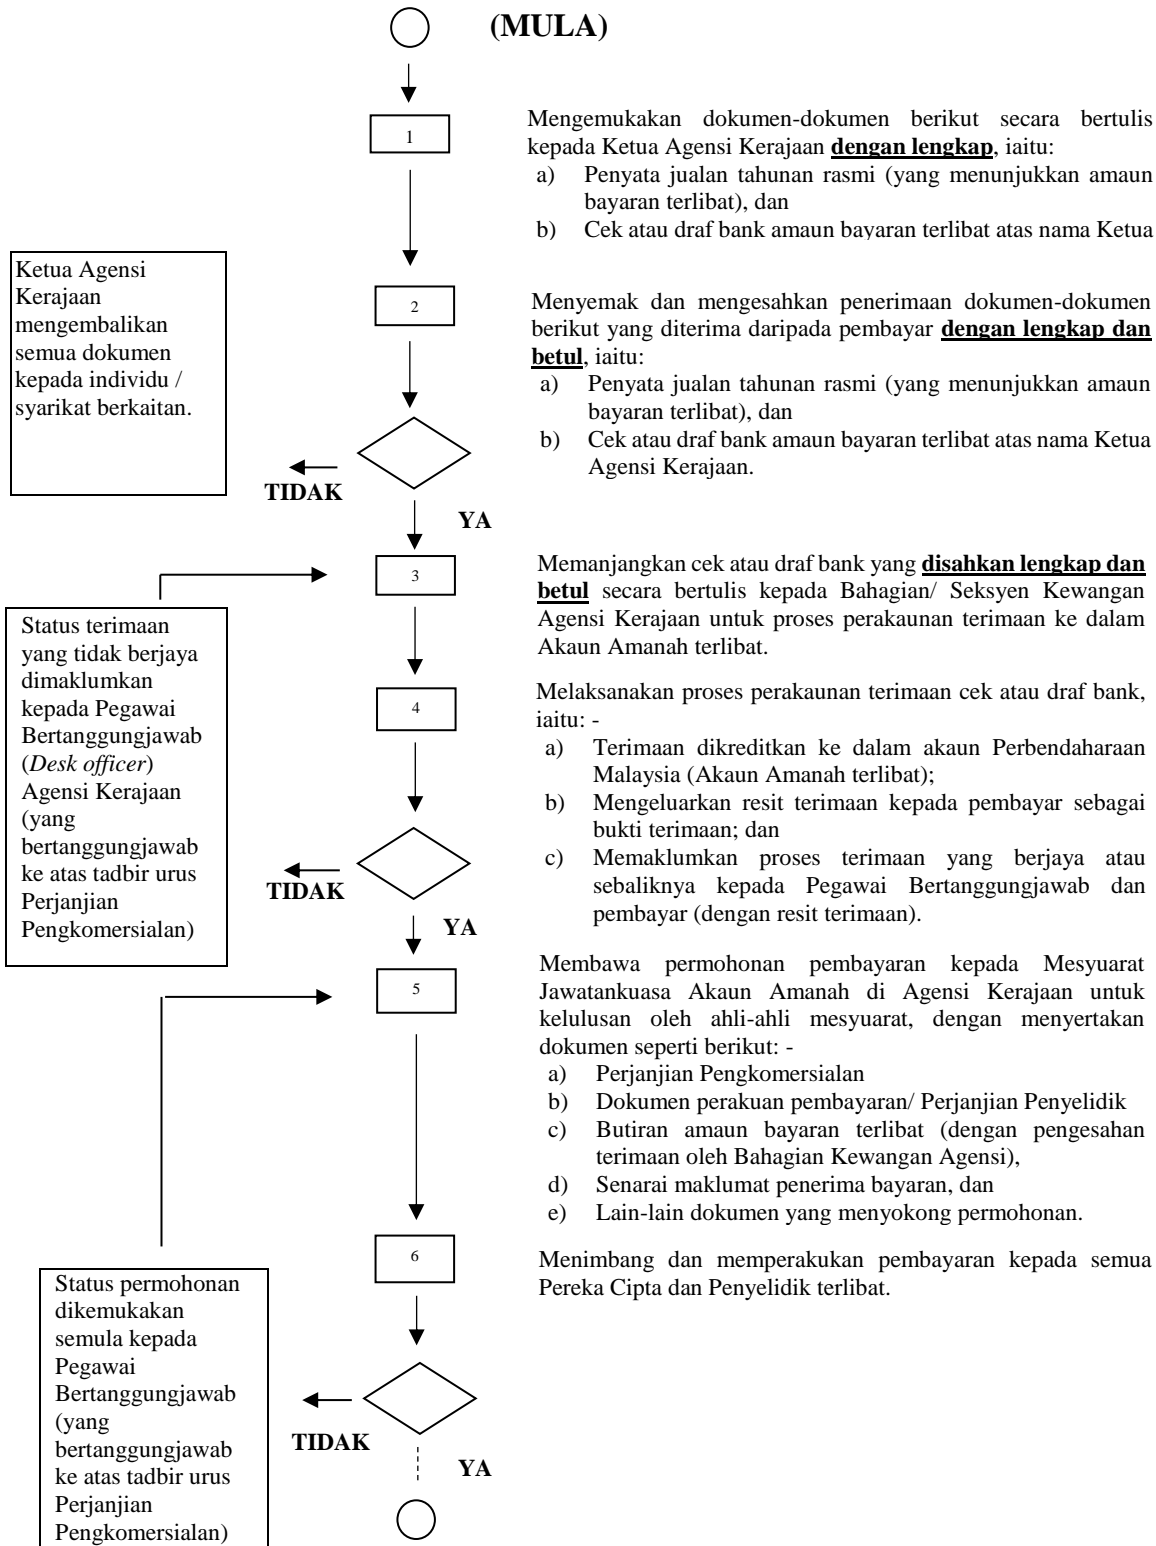 (MULA)
1
Mengemukakan dokumen-dokumen berikut secara bertulis
kepada Ketua Agensi Kerajaan dengan lengkap, iaitu:
a) Penyata jualan tahunan rasmi (yang menunjukkan amaun
bayaran terlibat), dan
b) Cek atau draf bank amaun bayaran terlibat atas nama Ketua
Ketua Agensi
Kerajaan
mengembalikan
semua dokumen
kepada individu /
syarikat berkaitan.
2
Menyemak dan mengesahkan penerimaan dokumen-dokumen
berikut yang diterima daripada pembayar dengan lengkap dan
betul, iaitu:
a) Penyata jualan tahunan rasmi (yang menunjukkan amaun
bayaran terlibat), dan
b) Cek atau draf bank amaun bayaran terlibat atas nama Ketua
Agensi Kerajaan.
TIDAK
YA
3
Memanjangkan cek atau draf bank yang disahkan lengkap dan
betul secara bertulis kepada Bahagian/ Seksyen Kewangan
Agensi Kerajaan untuk proses perakaunan terimaan ke dalam
Akaun Amanah terlibat.
Status terimaan
yang tidak berjaya
dimaklumkan
kepada Pegawai
Bertanggungjawab
(Desk officer)
Agensi Kerajaan
(yang
bertanggungjawab
ke atas tadbir urus
Perjanjian
Pengkomersialan)
4
Melaksanakan proses perakaunan terimaan cek atau draf bank,
iaitu: -
a) Terimaan dikreditkan ke dalam akaun Perbendaharaan
Malaysia (Akaun Amanah terlibat);
b) Mengeluarkan resit terimaan kepada pembayar sebagai
bukti terimaan; dan
c) Memaklumkan proses terimaan yang berjaya atau
sebaliknya kepada Pegawai Bertanggungjawab dan
pembayar (dengan resit terimaan).
TIDAK
YA
5
Membawa permohonan pembayaran kepada Mesyuarat
Jawatankuasa Akaun Amanah di Agensi Kerajaan untuk
kelulusan oleh ahli-ahli mesyuarat, dengan menyertakan
dokumen seperti berikut: -
a) Perjanjian Pengkomersialan
b) Dokumen perakuan pembayaran/ Perjanjian Penyelidik
c) Butiran amaun bayaran terlibat (dengan pengesahan
terimaan oleh Bahagian Kewangan Agensi),
d) Senarai maklumat penerima bayaran, dan
e) Lain-lain dokumen yang menyokong permohonan.
6
Menimbang dan memperakukan pembayaran kepada semua
Pereka Cipta dan Penyelidik terlibat.
Status permohonan
dikemukakan
semula kepada
Pegawai
Bertanggungjawab
(yang
bertanggungjawab
ke atas tadbir urus
Perjanjian
Pengkomersialan)
TIDAK
YA